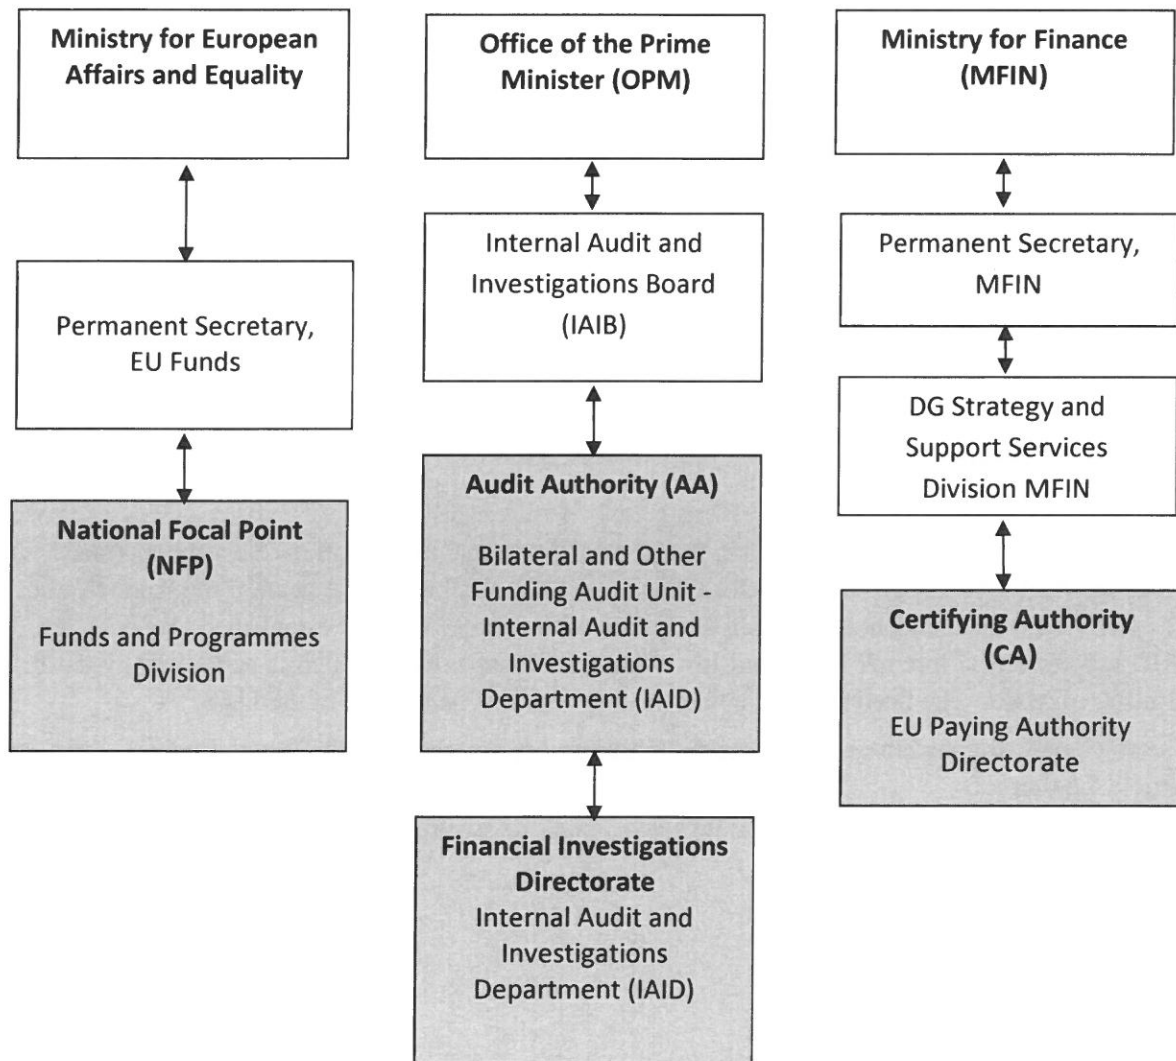 Ministry for European
Affairs and Equality
Permanent Secretary,
EU Funds
National Focal Point
(NFP)
Funds and Programmes
Division
Office of the Prime
Minister (OPM)
Internal Audit and
Investigations Board
(IAIB)
Audit Authority (AA)
Bilateral and Other
Funding Audit Unit -
Internal Audit and
Investigations
Department (IAID)
Financial Investigations
Directorate
Internal Audit and
Investigations
Department (IAID)
Ministry for Finance
(MFIN)
Permanent Secretary,
MFIN
DG Strategy and
Support Services
Division MFIN
Certifying Authority
(CA)
EU Paying Authority
Directorate